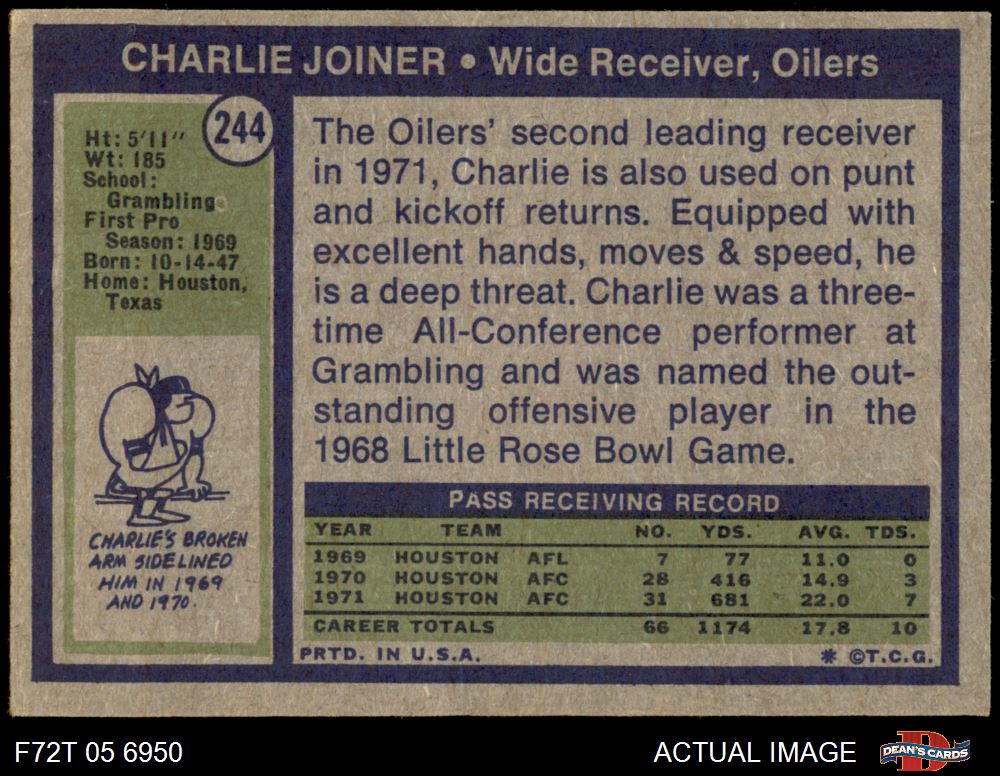 CHARLIE JOINER • Wide Receiver, Oilers
244
Ht: 5'11"
Wt: 185
School:
Grambling
First Pro
Season: 1969
Born: 10-14-47
Home: Houston,
Texas
CHARLIE'S BROKEN
ARM SIDELINED
HIM IN 1969
AND 1970.
The Oilers' second leading receiver
in 1971, Charlie is also used on punt
and kickoff returns. Equipped with
excellent hands, moves & speed, he
is a deep threat. Charlie was a three-
time All-Conference performer at
Grambling and was named the out-
standing offensive player in the
1968 Little Rose Bowl Game.
PASS RECEIVING RECORD
YEAR TEAM NO. YDS. AVG. TDS.
1969 HOUSTON AFL 7 77 11.0 0
1970 HOUSTON AFC 28 416 14.9 3
1971 HOUSTON AFC 31 681 22.0 7
CAREER TOTALS 66 1174 17.8 10
PRTD. IN U.S.A. * ©T.C.G.
F72T 05 6950 ACTUAL IMAGE DEAN'S CARDS